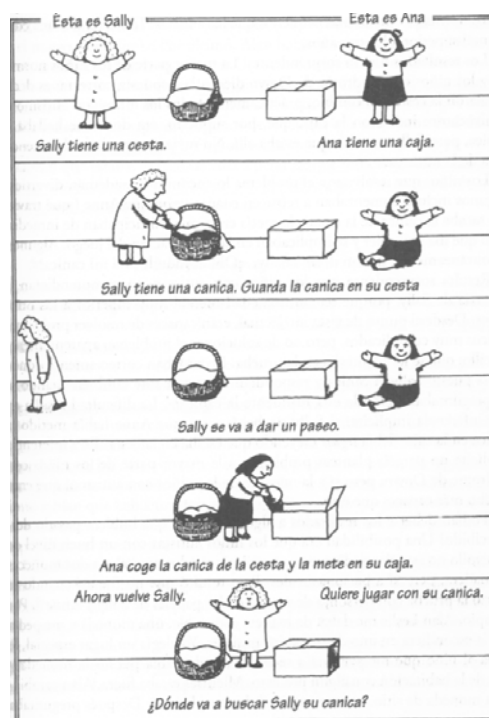 Ésta es Sally
Esta es Ana
Sally tiene una cesta.
Ana tiene una caja.
Sally tiene una canica. Guarda la canica en su cesta
Sally se va a dar un paseo.
Ana coge la canica de la cesta y la mete en su caja.
Ahora vuelve Sally.
Quiere jugar con su canica.
¿Dónde va a buscar Sally su canica?